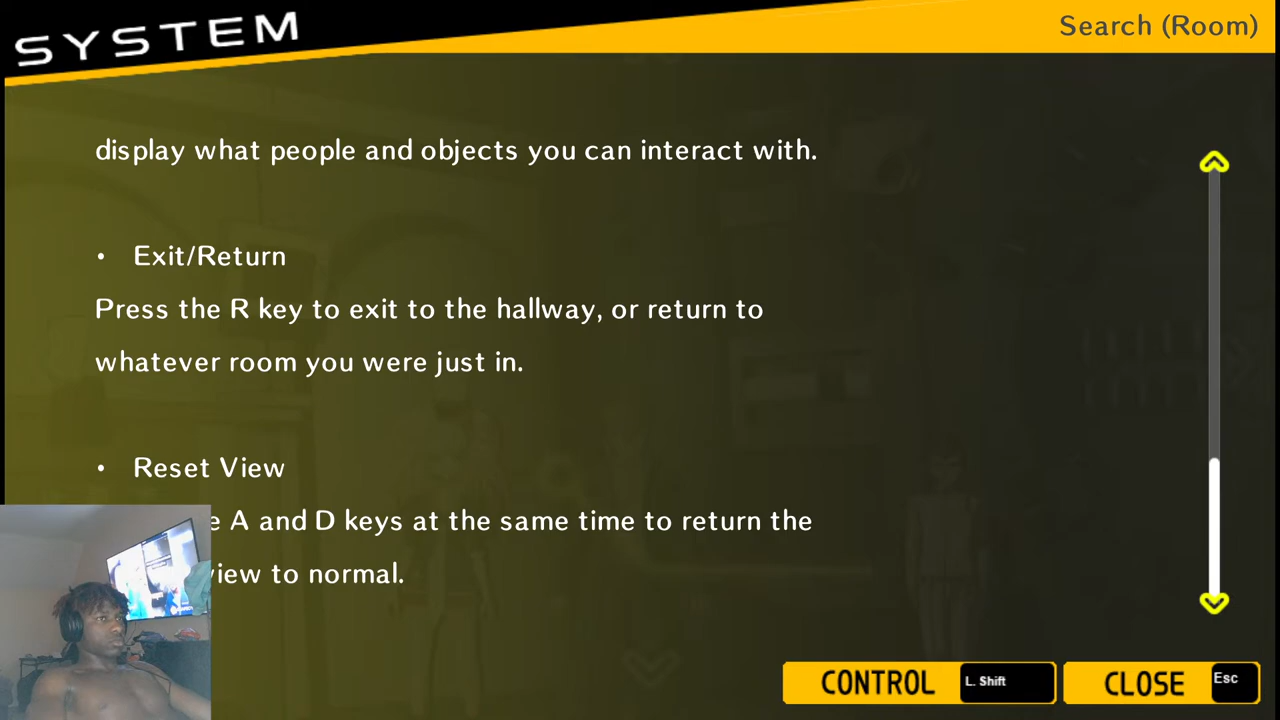 SYSTEM
Search (Room)
display what people and objects you can interact with.
• Exit/Return
Press the R key to exit to the hallway, or return to
whatever room you were just in.
• Reset View
A and D keys at the same time to return the
view to normal.
CONTROL L. Shift
CLOSE Esc